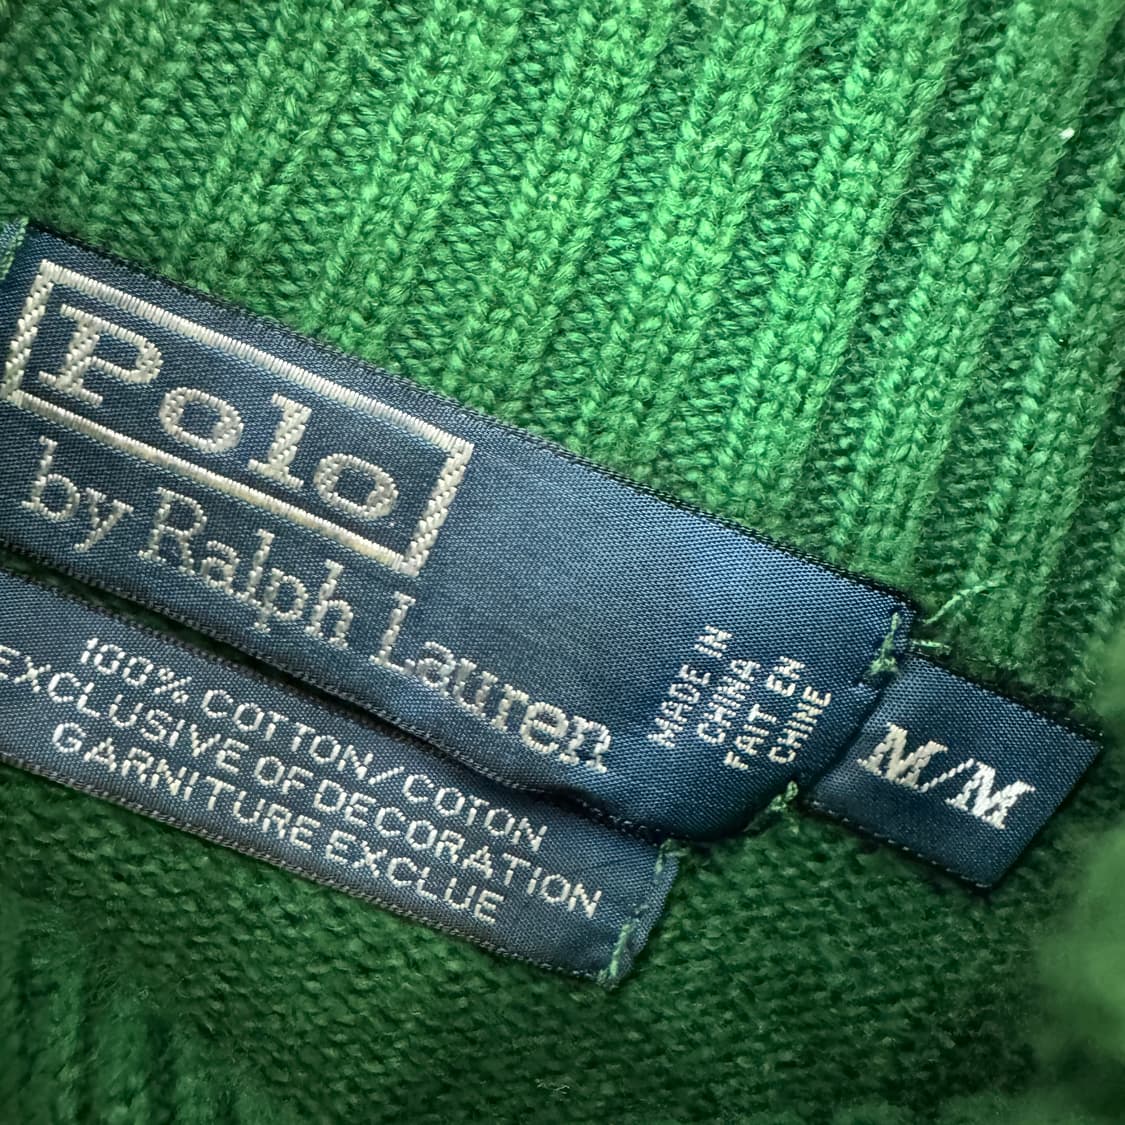 Polo
by Ralph Lauren
MADE IN
CHINA
FAIT EN
CHINE
M/M
100% COTTON/COTON
EXCLUSIVE OF DECORATION
GARNITURE EXCLUE